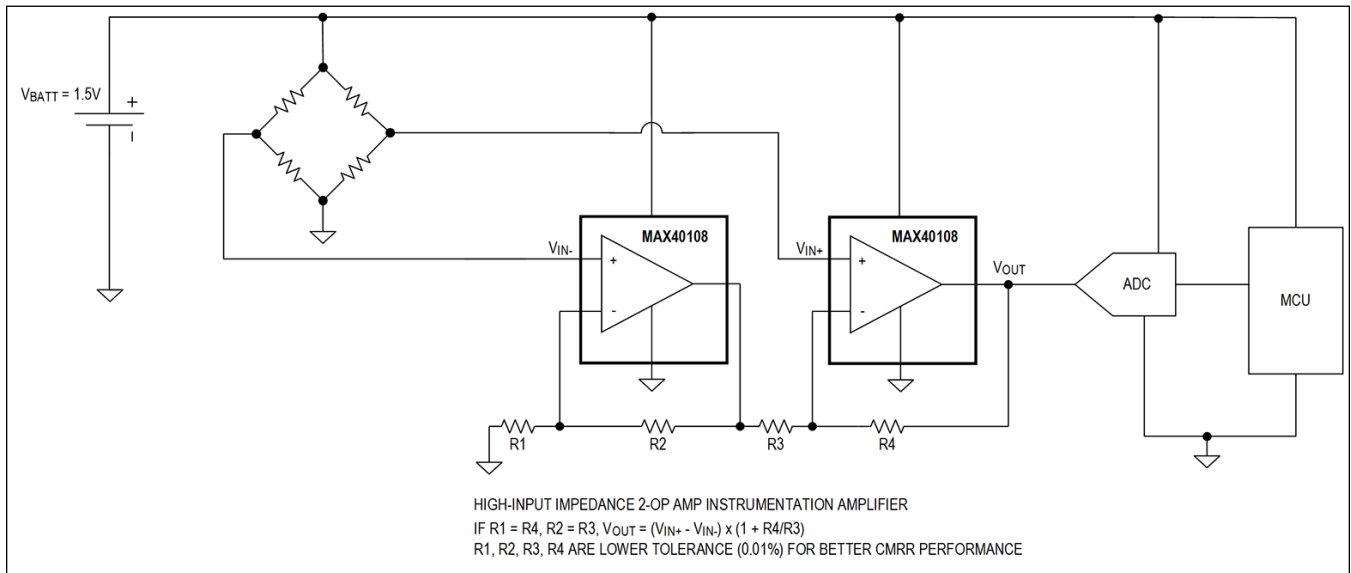 VBATT = 1.5V
+
MAX40108
MAX40108
VIN-
+
-
VIN+
+
-
VOUT
ADC
MCU
R1
R2
R3
R4
HIGH-INPUT IMPEDANCE 2-OP AMP INSTRUMENTATION AMPLIFIER
IF R1 = R4, R2 = R3, VOUT = (VIN+ - VIN-) x (1 + R4/R3)
R1, R2, R3, R4 ARE LOWER TOLERANCE (0.01%) FOR BETTER CMRR PERFORMANCE